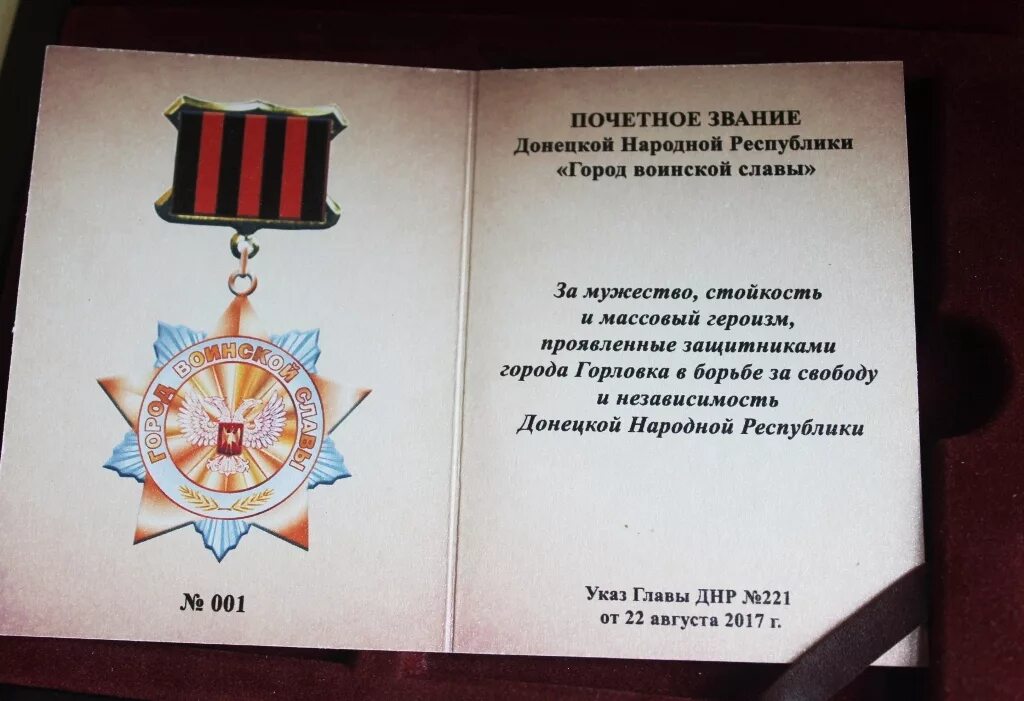 ГОРОД ВОИНСКОЙ СЛАВЫ
№ 001
ПОЧЕТНОЕ ЗВАНИЕ
Донецкой Народной Республики
«Город воинской славы»
За мужество, стойкость
и массовый героизм,
проявленные защитниками
города Горловка в борьбе за свободу
и независимость
Донецкой Народной Республики
Указ Главы ДНР №221
от 22 августа 2017 г.